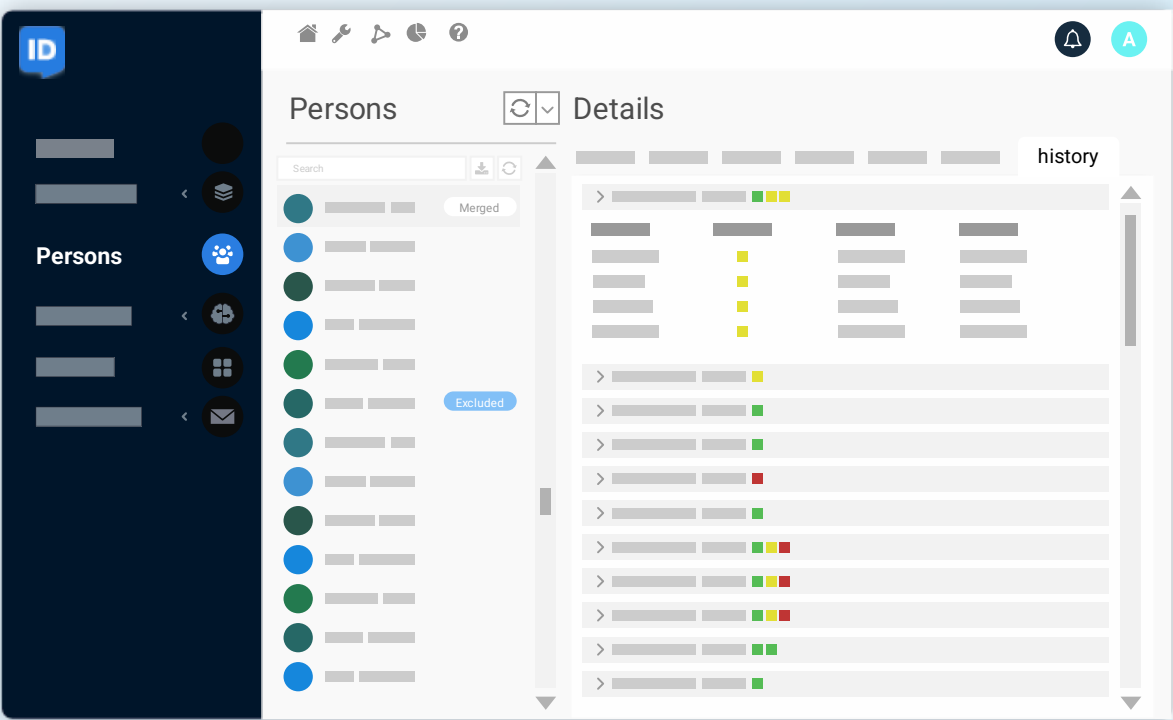 ID
A
Persons
Details
history
Search
Merged
Persons
Excluded